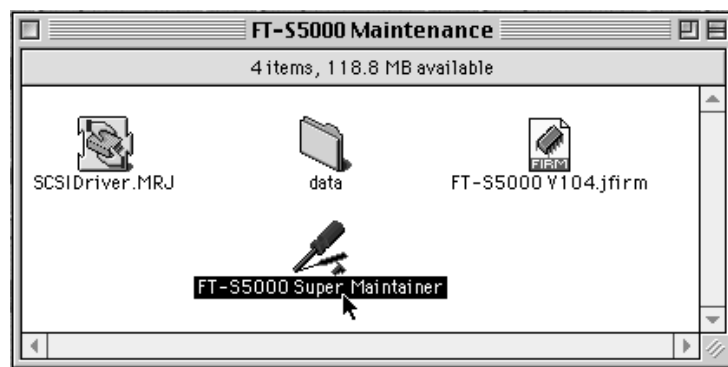 FT-S5000 Maintenance
4 items, 118.8 MB available
SCSIDriver.MRJ
data
FIRM
FT-S5000 V104.jfirm
FT-S5000 Super Maintainer